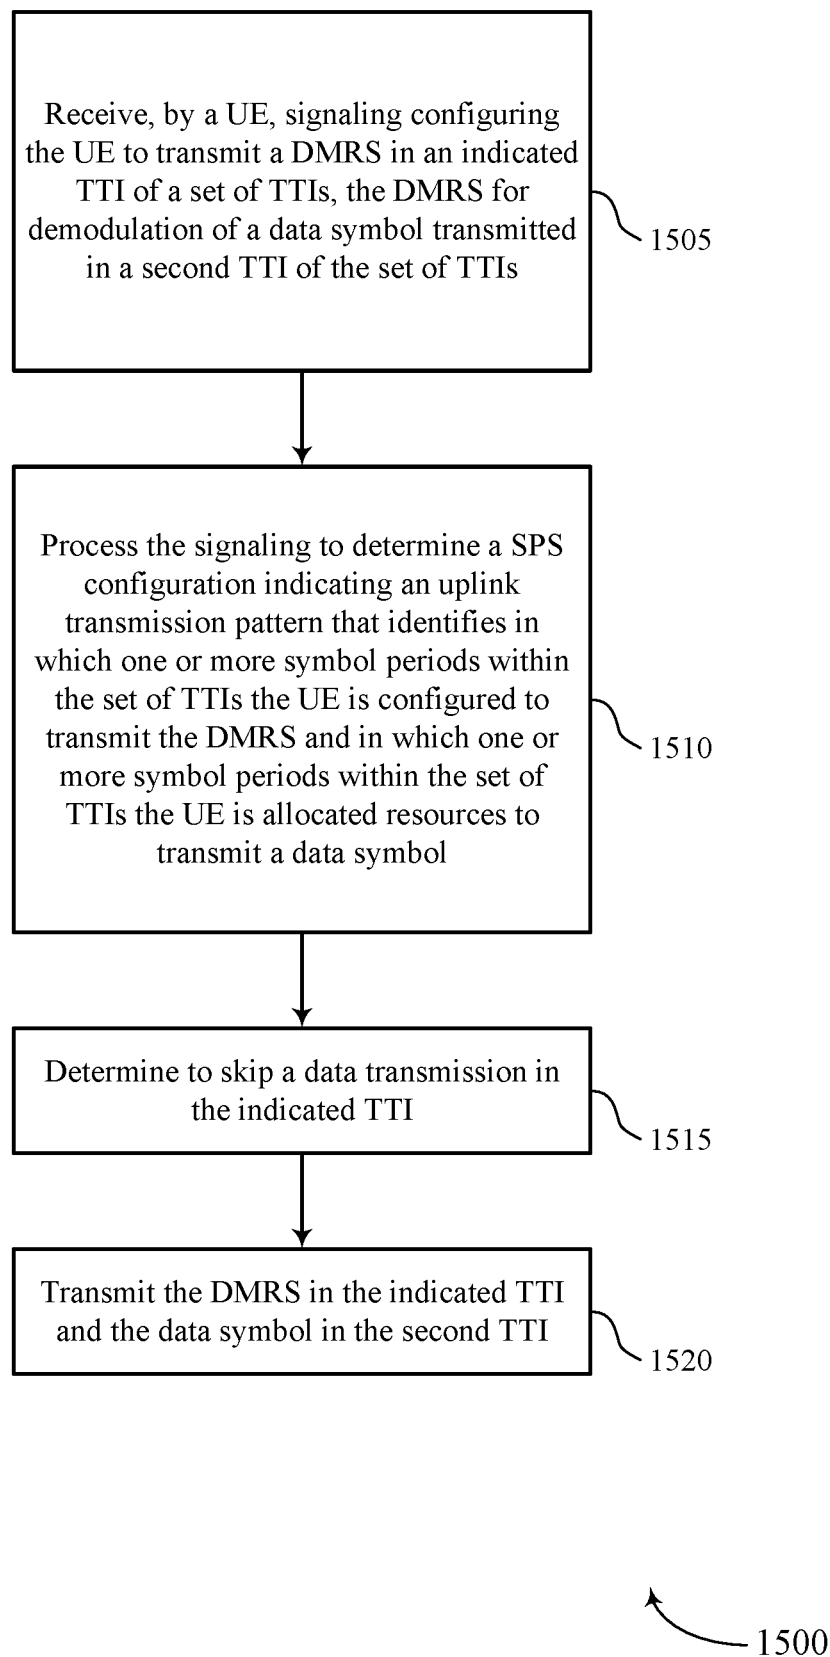 Receive, by a UE, signaling configuring
the UE to transmit a DMRS in an indicated
TTI of a set of TTIs, the DMRS for
demodulation of a data symbol transmitted
in a second TTI of the set of TTIs
1505
Process the signaling to determine a SPS
configuration indicating an uplink
transmission pattern that identifies in
which one or more symbol periods within
the set of TTIs the UE is configured to
transmit the DMRS and in which one or
more symbol periods within the set of
TTIs the UE is allocated resources to
transmit a data symbol
1510
Determine to skip a data transmission in
the indicated TTI
1515
Transmit the DMRS in the indicated TTI
and the data symbol in the second TTI
1520
1500